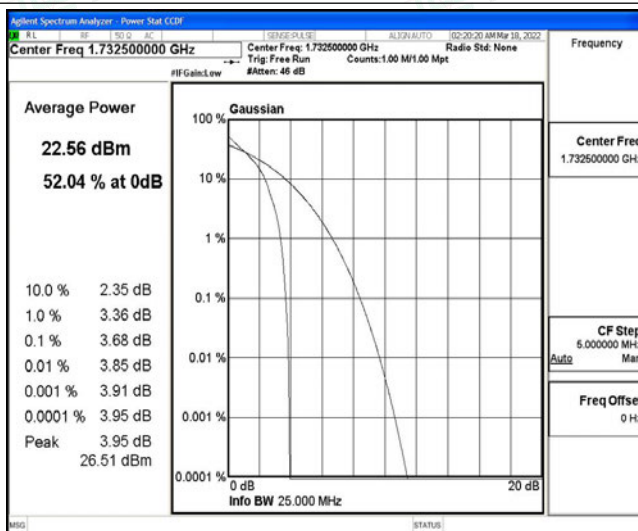 Agilent Spectrum Analyzer - Power Stat CCDF
RL RF 50 Ω AC SENSE:PULSE ALIGN AUTO 02:20:20 AM Mar 18, 2022
Center Freq 1.732500000 GHz
Center Freq: 1.732500000 GHz Radio Std: None
Trig: Free Run Counts:1.00 M/1.00 Mpt
#IFGain:Low #Atten: 46 dB
Frequency
Average Power
22.56 dBm
52.04 % at 0dB
10.0 % 2.35 dB
1.0 % 3.36 dB
0.1 % 3.68 dB
0.01 % 3.85 dB
0.001 % 3.91 dB
0.0001 % 3.95 dB
Peak 3.95 dB
26.51 dBm
Gaussian
100 %
10 %
1 %
0.1 %
0.01 %
0.001 %
0.0001 %
0 dB 20 dB
Info BW 25.000 MHz
Center Freq
1.732500000 GHz
CF Step
5.000000 MHz
Auto Man
Freq Offset
0 Hz
MSG STATUS